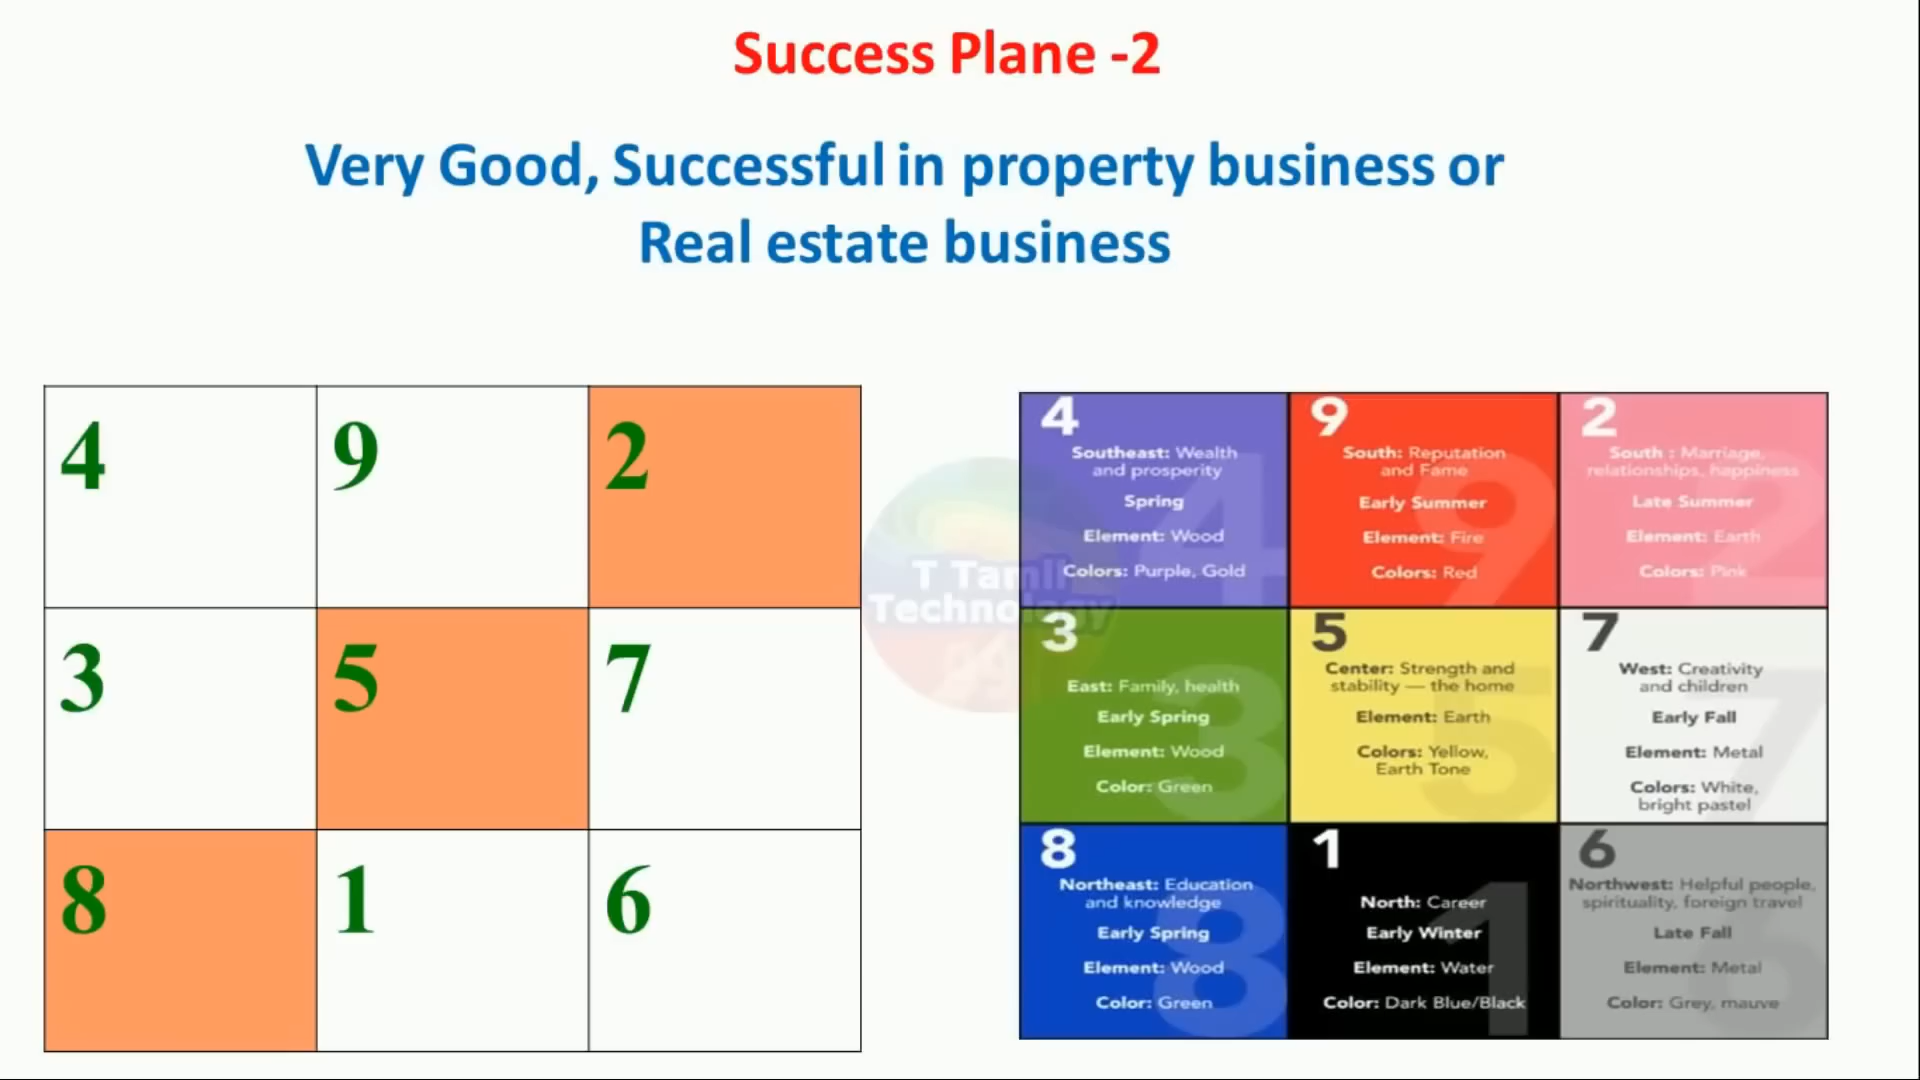 Success Plane -2
Very Good, Successful in property business or
Real estate business
4 9 2
3 5 7
8 1 6
T Tamil
Technology
4
Southeast: Wealth
and prosperity
Spring
Element: Wood
Colors: Purple, Gold
9
South: Reputation
and Fame
Early Summer
Element: Fire
Colors: Red
2
South : Marriage,
relationships, happiness
Late Summer
Element: Earth
Colors: Pink
3
East: Family, health
Early Spring
Element: Wood
Color: Green
5
Center: Strength and
stability — the home
Element: Earth
Colors: Yellow,
Earth Tone
7
West: Creativity
and children
Early Fall
Element: Metal
Colors: White,
bright pastel
8
Northeast: Education
and knowledge
Early Spring
Element: Wood
Color: Green
1
North: Career
Early Winter
Element: Water
Color: Dark Blue/Black
6
Northwest: Helpful people,
spirituality, foreign travel
Late Fall
Element: Metal
Color: Grey, mauve